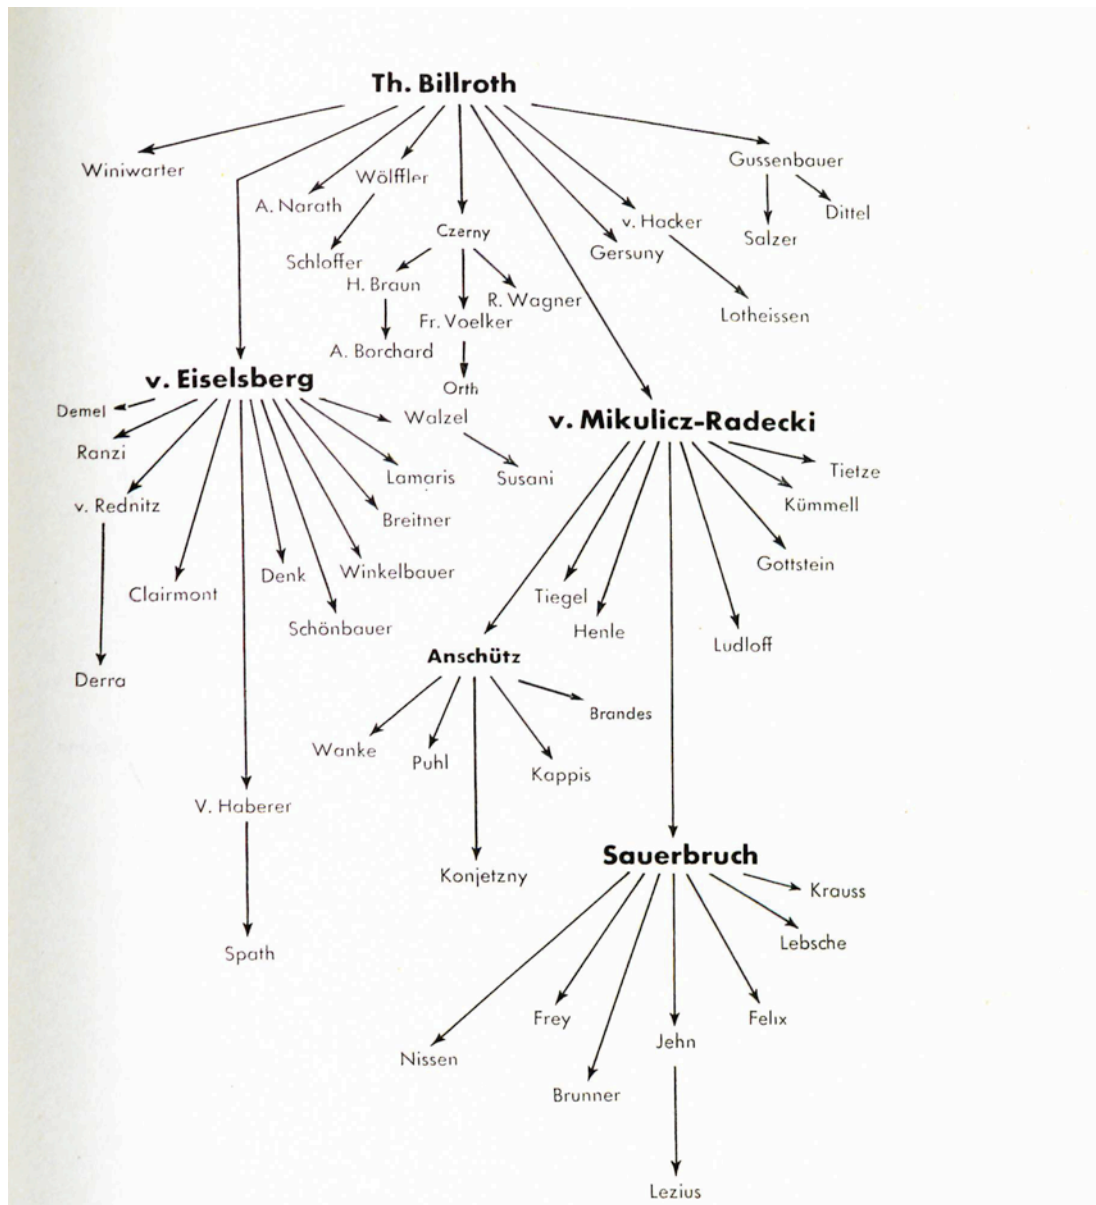 Th. Billroth
Winiwarter
Gussenbauer
Wölffler
A. Narath
Dittel
v. Hacker
Salzer
Czerny
Gersuny
Schloffer
H. Braun
R. Wagner
Lotheissen
Fr. Voelker
A. Borchard
v. Eiselsberg
Orth
Demel
Walzel
v. Mikulicz-Radecki
Ranzi
Lamaris
Susani
Tietze
v. Rednitz
Kümmell
Breitner
Gottstein
Denk
Winkelbauer
Clairmont
Tiegel
Schönbauer
Henle
Ludloff
Anschütz
Derra
Brandes
Wanke
Puhl
Kappis
V. Haberer
Sauerbruch
Konjetzny
Krauss
Lebsche
Spath
Frey
Felix
Jehn
Nissen
Brunner
Lezius